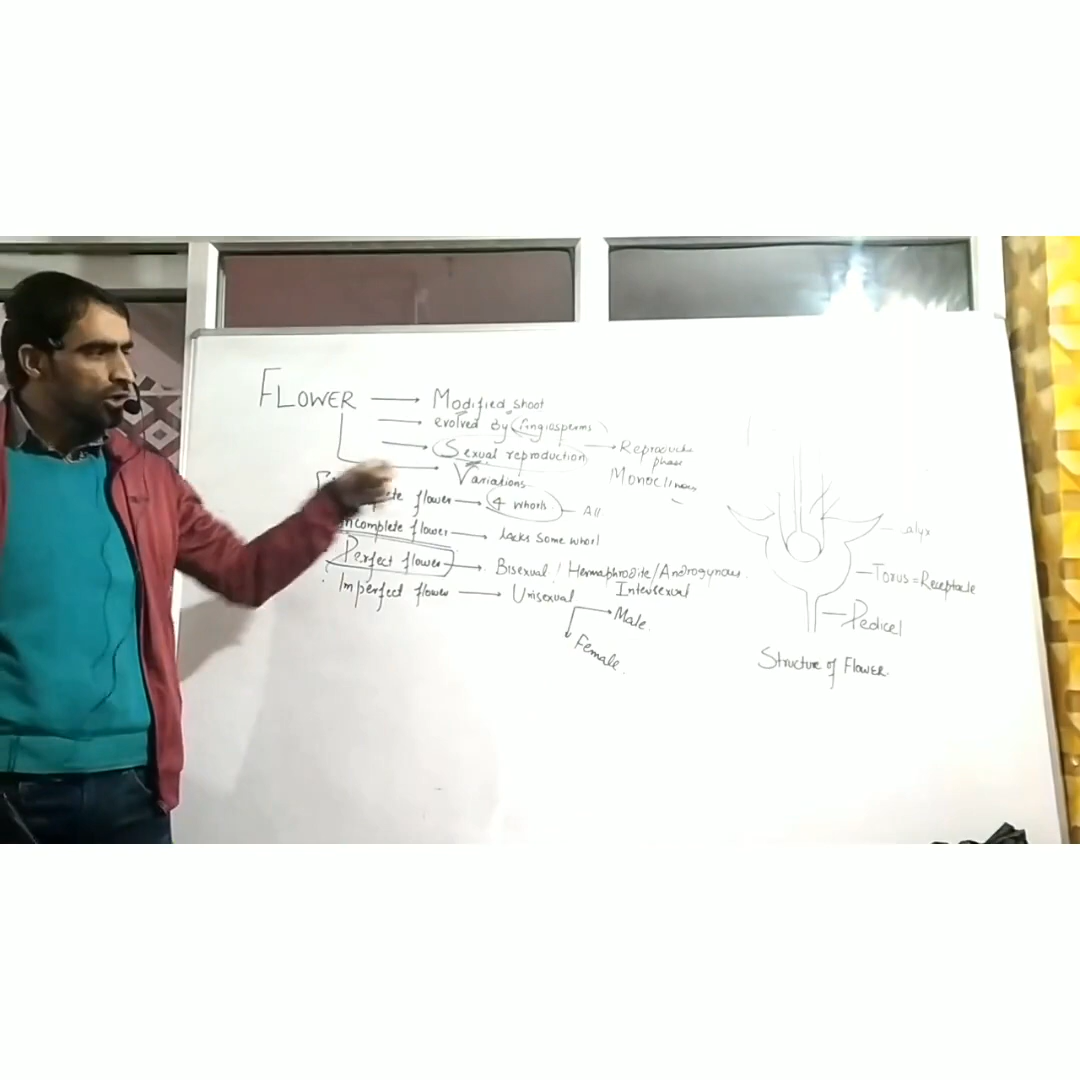 FLOWER → Modified shoot
→ evolved by Angiosperms
→ Sexual reproduction → Reproductive phase
→ Variations
Monoclinous
flower → 4 whorls – All
Incomplete flower → Lacks Some whorl
Perfect flower → Bisexual / Hermaphrodite / Androgynous
Intersexual
Imperfect flower → Unisexual
→ Male.
Female.
Calyx
Torus = Receptacle
Pedicel
Structure of FLOWER.